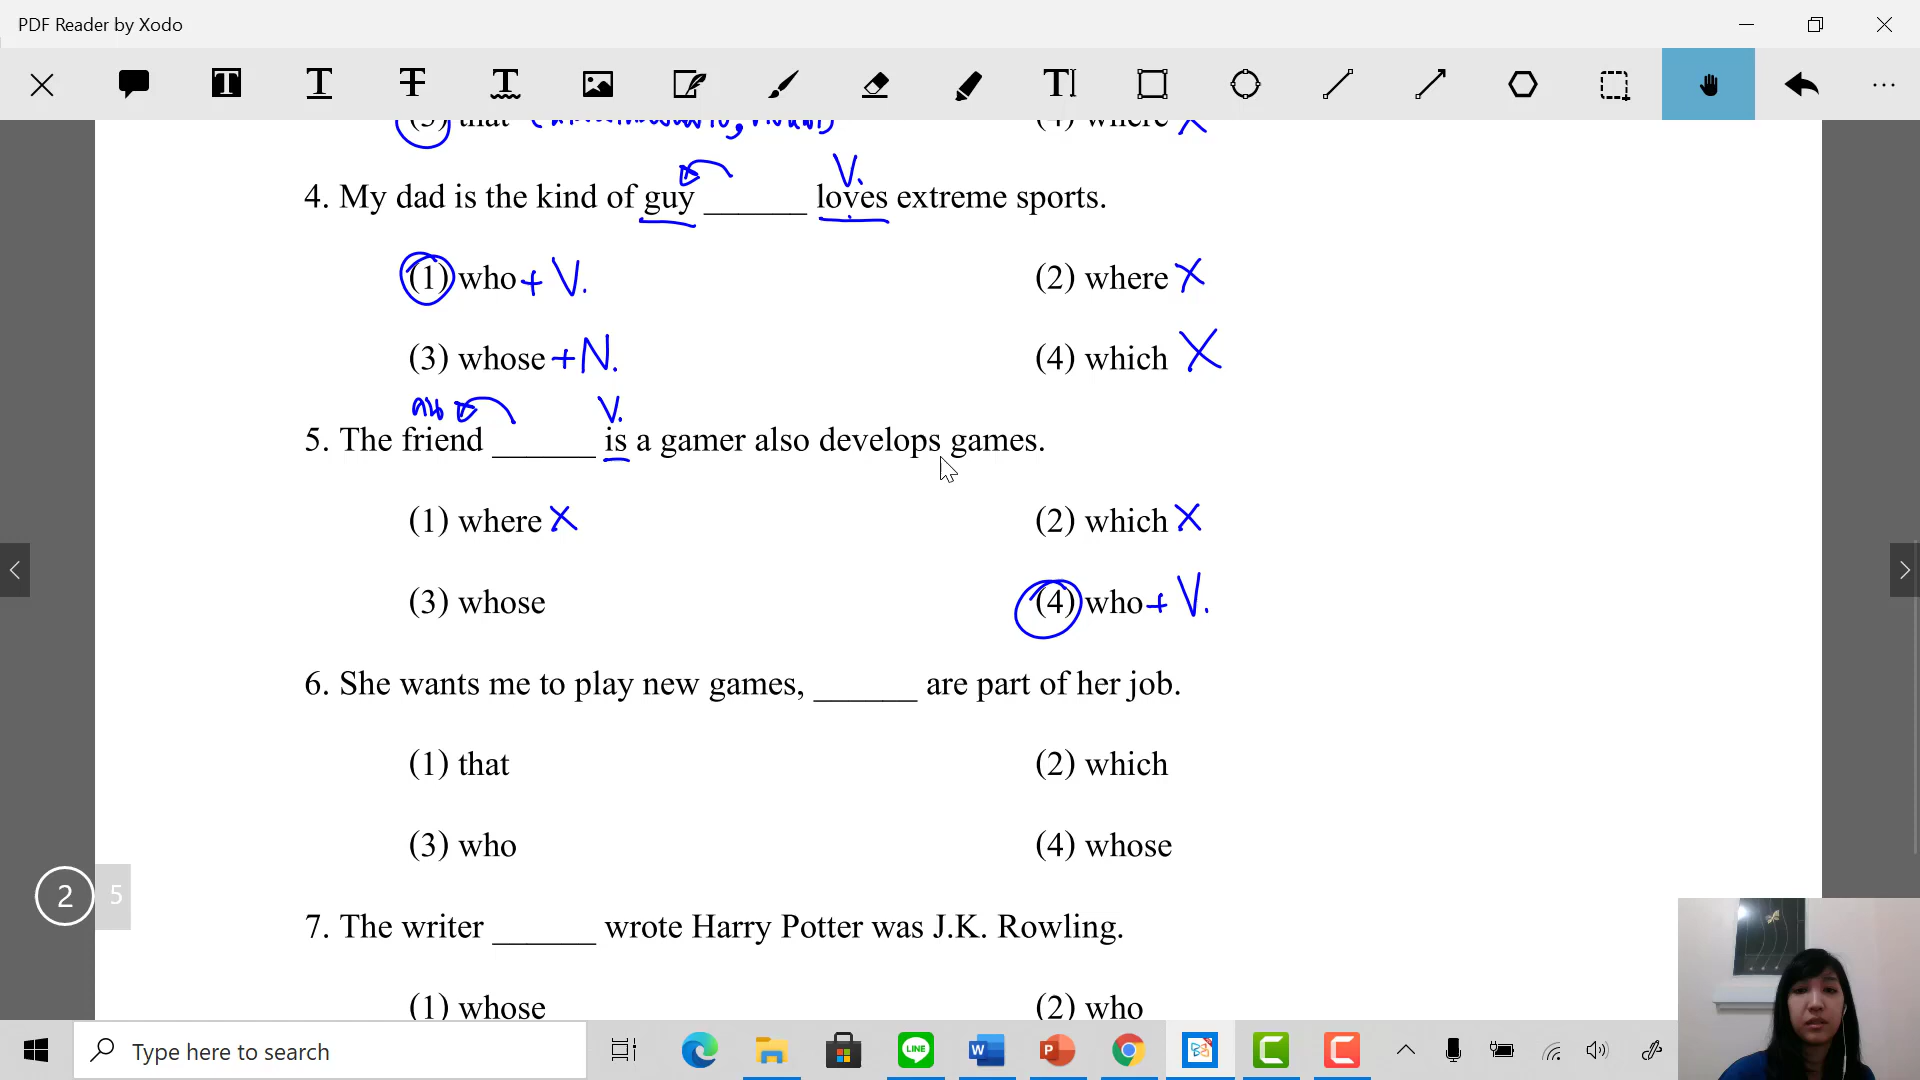 PDF Reader by Xodo
(3) that
(4) where X
V.
4. My dad is the kind of guy ______ loves extreme sports.
(1) who + V.
(2) where X
(3) whose + N.
(4) which X
V.
5. The friend ______ is a gamer also develops games.
(1) where X
(2) which X
(3) whose
(4) who + V.
6. She wants me to play new games, ______ are part of her job.
(1) that
(2) which
(3) who
(4) whose
2 5
7. The writer ______ wrote Harry Potter was J.K. Rowling.
(1) whose
(2) who
Type here to search